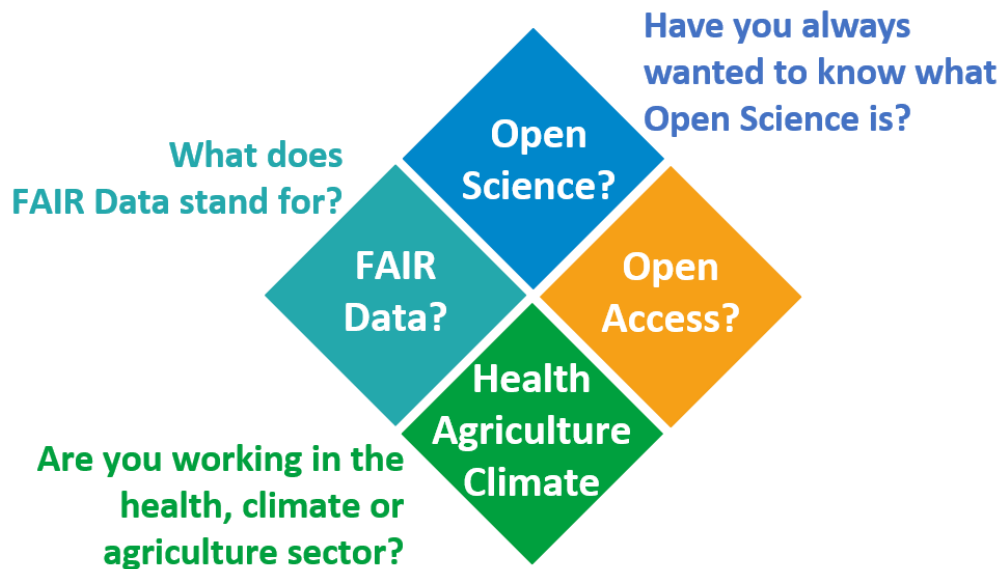 Have you always
wanted to know what
Open Science is?
Open
Science?
What does
FAIR Data stand for?
FAIR
Data?
Open
Access?
Health
Agriculture
Climate
Are you working in the
health, climate or
agriculture sector?